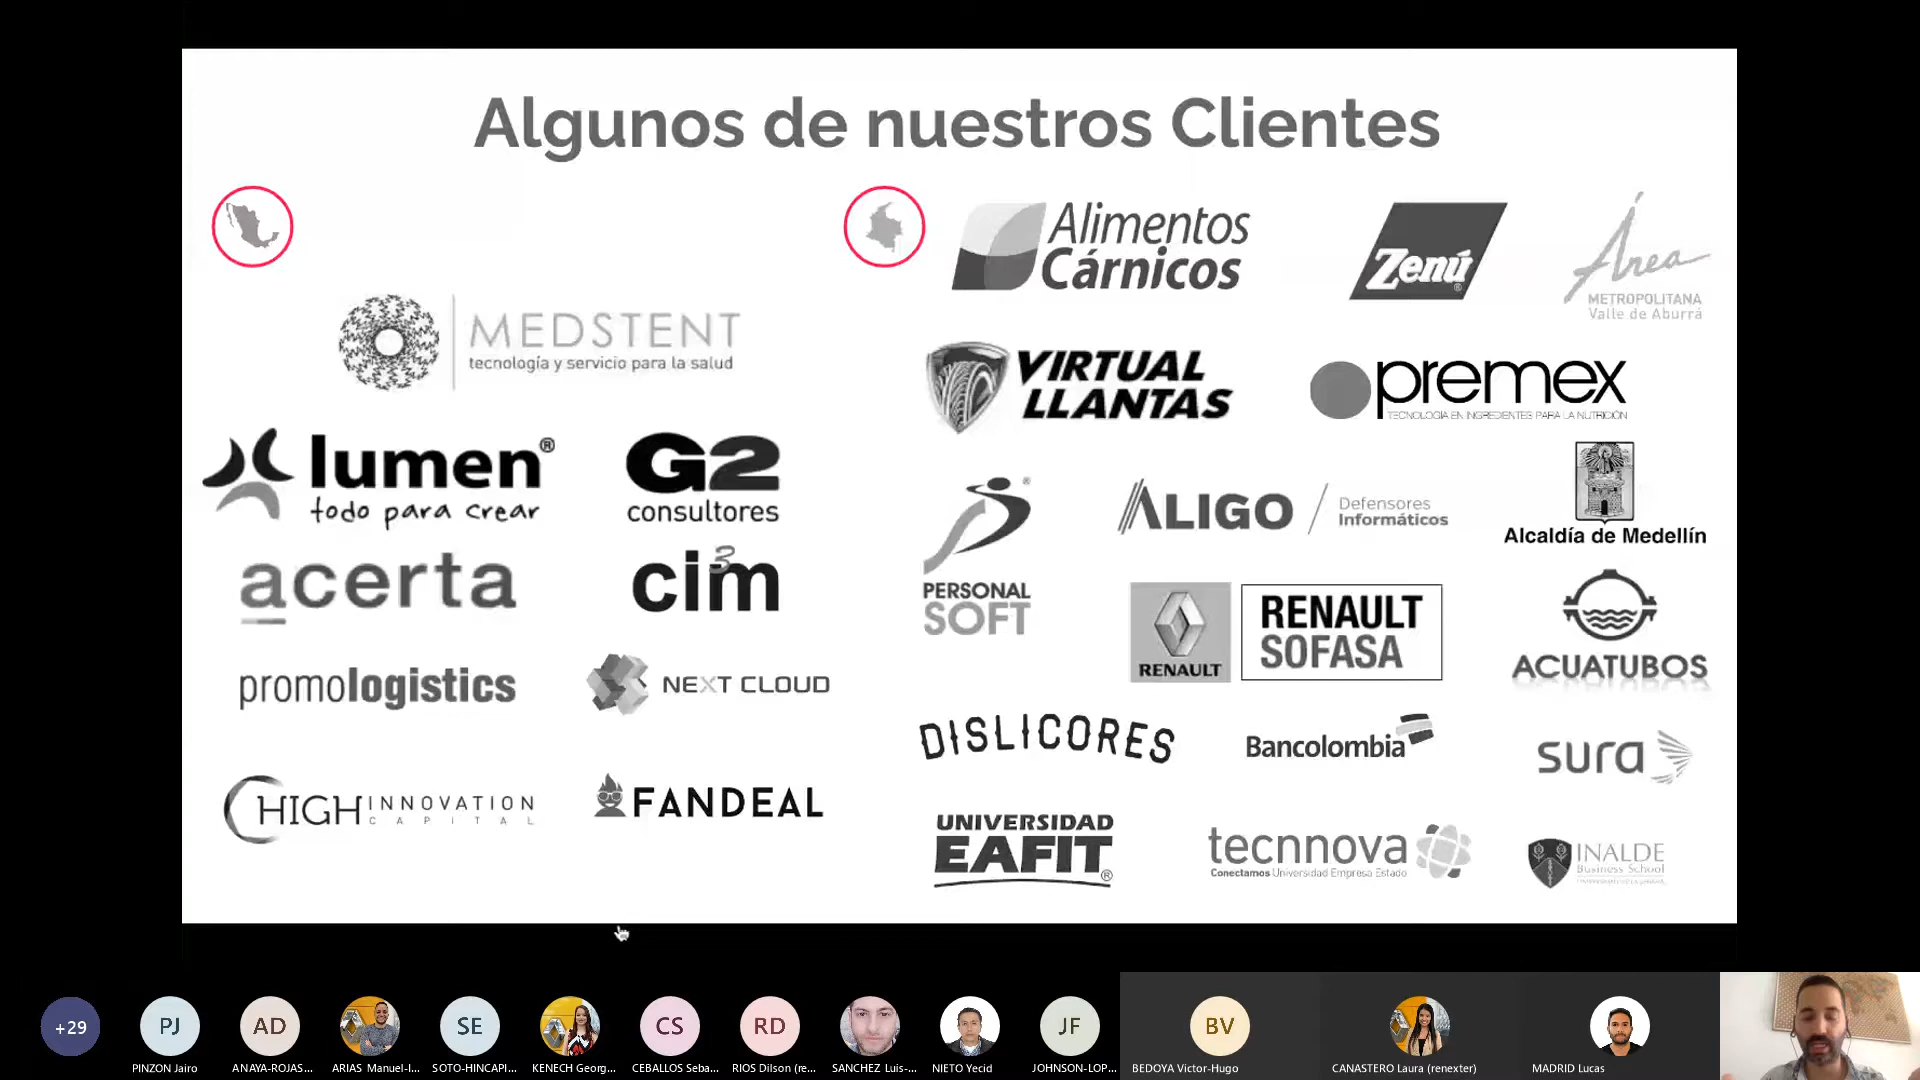 Algunos de nuestros Clientes
MEDSTENT
tecnología y servicio para la salud
lumen®
todo para crear
G2
consultores
acerta
ci3m
promologistics
NEXT CLOUD
HIGH INNOVATION
CAPITAL
FANDEAL
Alimentos
Cárnicos
Zenú®
Área
METROPOLITANA
Valle de Aburrá
VIRTUAL
LLANTAS
premex
TECNOLOGÍA EN INGREDIENTES PARA LA NUTRICIÓN
®
PERSONAL
SOFT
ALIGO
Defensores
Informáticos
Alcaldía de Medellín
RENAULT
RENAULT
SOFASA
ACUATUBOS
DISLICORES
Bancolombia
sura
UNIVERSIDAD
EAFIT®
tecnnova
Conectamos Universidad Empresa Estado
INALDE
Business School
+29
PJ
PINZON Jairo
AD
ANAYA-ROJAS...
ARIAS Manuel-I...
SE
SOTO-HINCAPI...
KENECH Georg...
CS
CEBALLOS Seba...
RD
RIOS Dilson (re...
SANCHEZ Luis-...
NIETO Yecid
JF
JOHNSON-LOP...
BV
BEDOYA Victor-Hugo
CANASTERO Laura (renexter)
MADRID Lucas